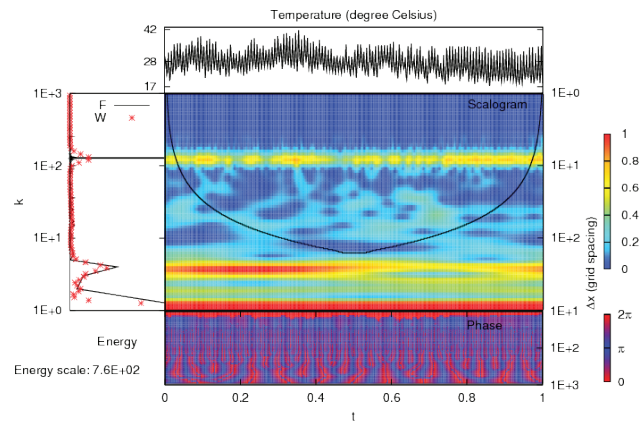 Temperature (degree Celsius)
42
28
17
1E+3
F
W
1E+2
k
1E+1
1E+0
Scalogram
1E+0
1E+1
1E+2
Δx (grid spacing)
1
0.8
0.6
0.4
0.2
0
Energy
Energy scale: 7.6E+02
Phase
1E+1
1E+2
1E+3
2π
π
0
0 0.2 0.4 0.6 0.8 1
t